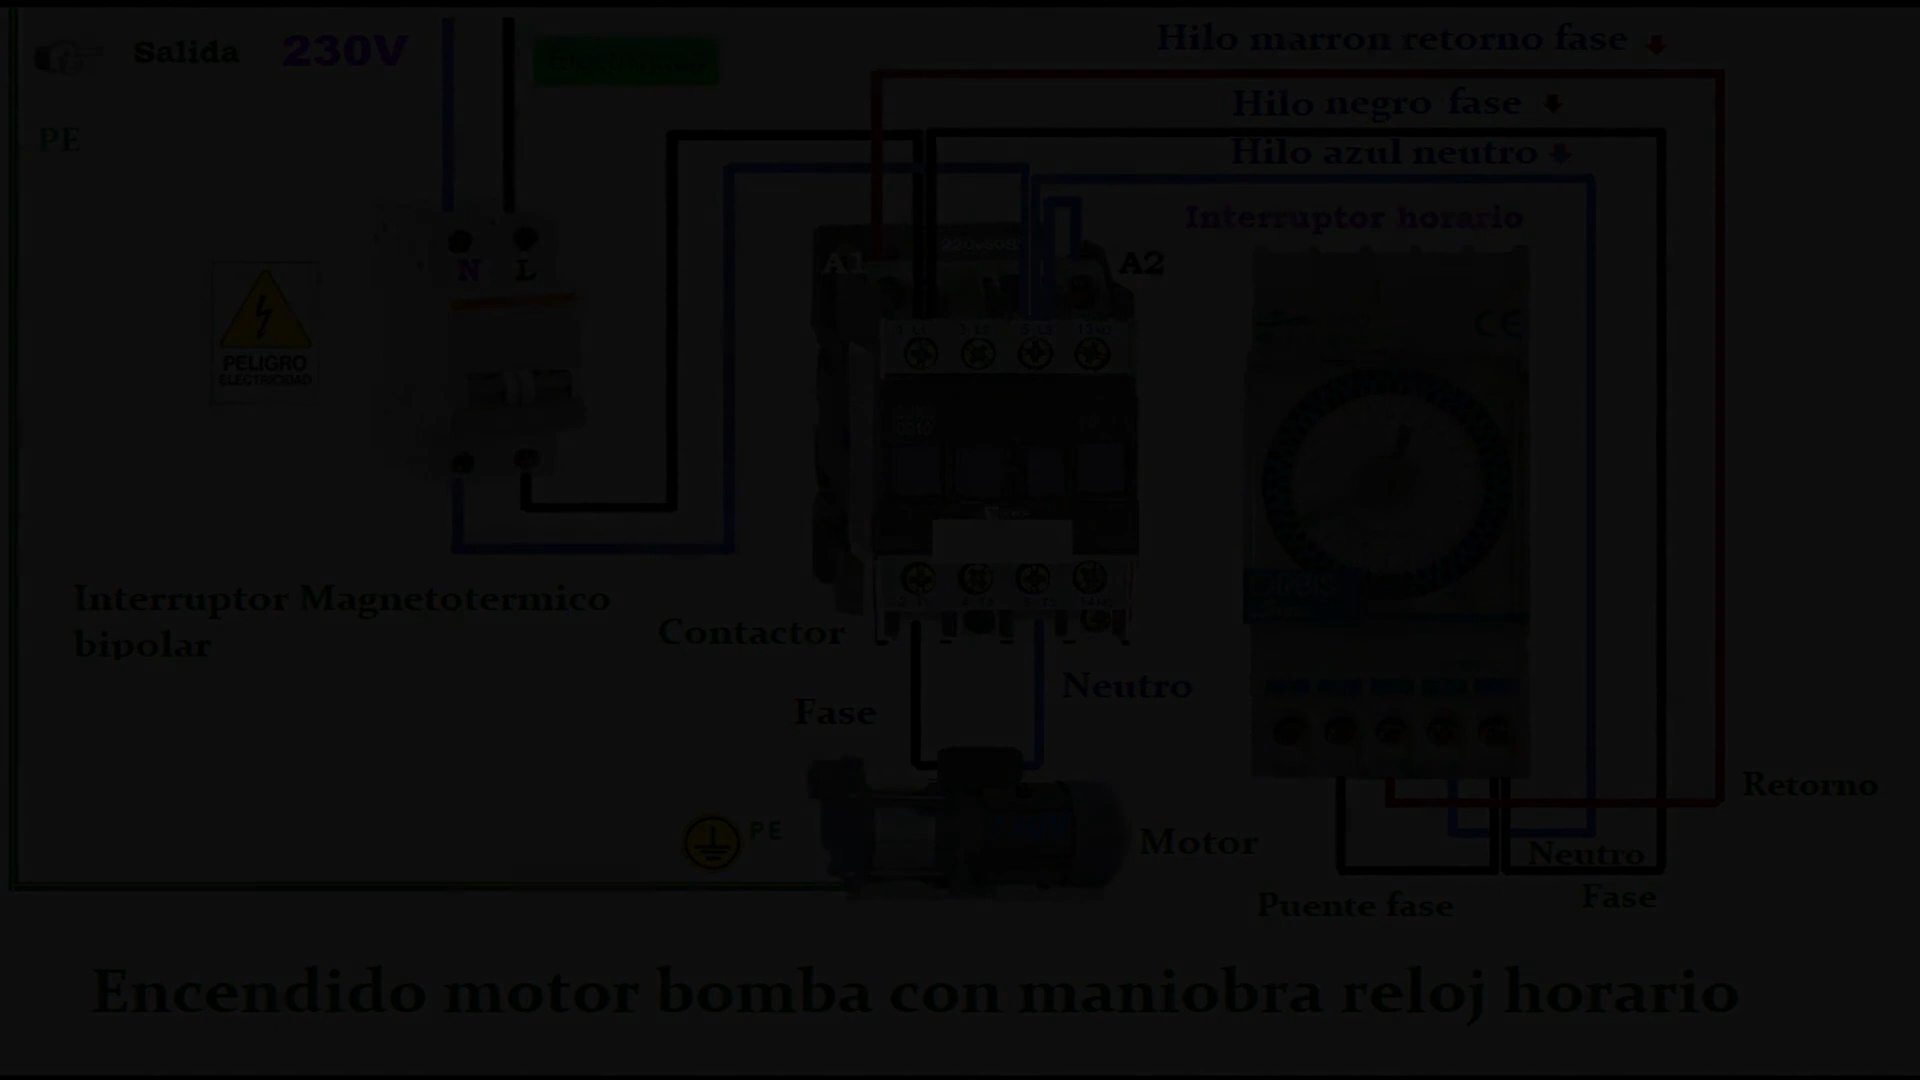 Salida 230V
Hilo marron retorno fase
Hilo negro fase
Hilo azul neutro
PE
Interruptor horario
A1
A2
N L
PELIGRO
ELECTRICIDAD
Interruptor Magnetotermico
bipolar
Contactor
Fase
Neutro
PE
Motor
Retorno
Neutro
Fase
Puente fase
Encendido motor bomba con maniobra reloj horario